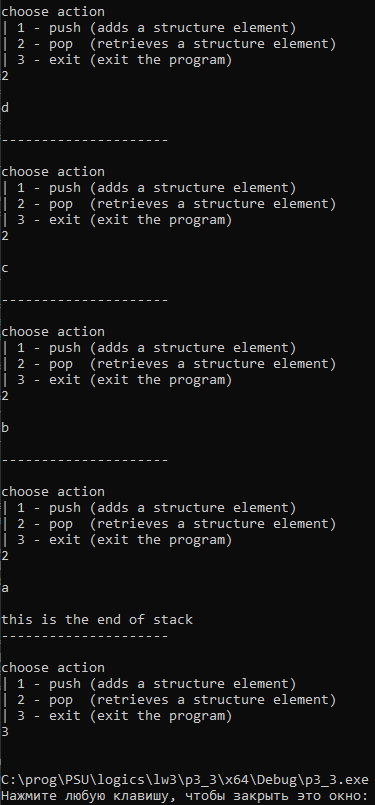 choose action
| 1 - push (adds a structure element)
| 2 - pop  (retrieves a structure element)
| 3 - exit (exit the program)
2
d
---------------------
choose action
| 1 - push (adds a structure element)
| 2 - pop  (retrieves a structure element)
| 3 - exit (exit the program)
2
c
---------------------
choose action
| 1 - push (adds a structure element)
| 2 - pop  (retrieves a structure element)
| 3 - exit (exit the program)
2
b
---------------------
choose action
| 1 - push (adds a structure element)
| 2 - pop  (retrieves a structure element)
| 3 - exit (exit the program)
2
a
this is the end of stack
---------------------
choose action
| 1 - push (adds a structure element)
| 2 - pop  (retrieves a structure element)
| 3 - exit (exit the program)
3
C:\prog\PSU\logics\lw3\p3_3\x64\Debug\p3_3.exe
Нажмите любую клавишу, чтобы закрыть это окно: